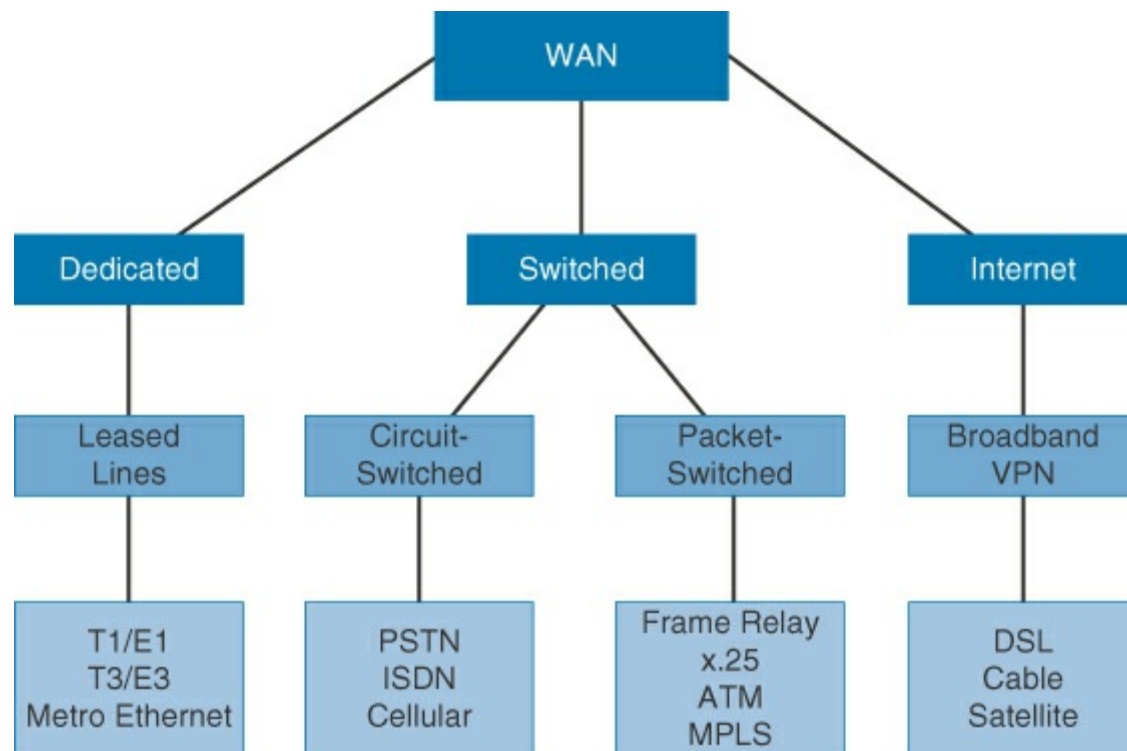 WAN
Dedicated
Switched
Internet
Leased
Lines
Circuit-
Switched
Packet-
Switched
Broadband
VPN
T1/E1
T3/E3
Metro Ethernet
PSTN
ISDN
Cellular
Frame Relay
x.25
ATM
MPLS
DSL
Cable
Satellite